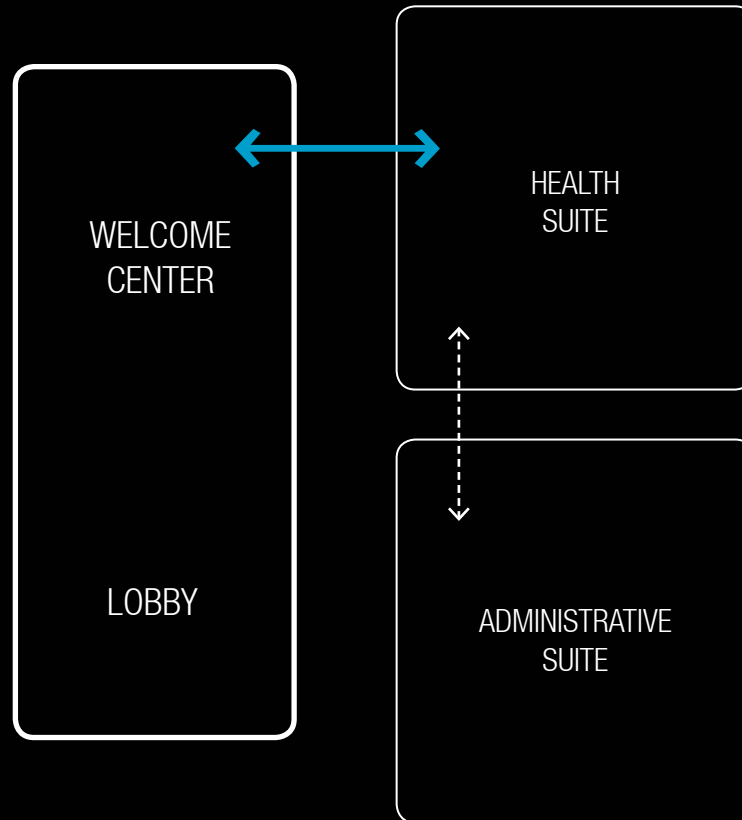 WELCOME
CENTER
LOBBY
HEALTH
SUITE
ADMINISTRATIVE
SUITE